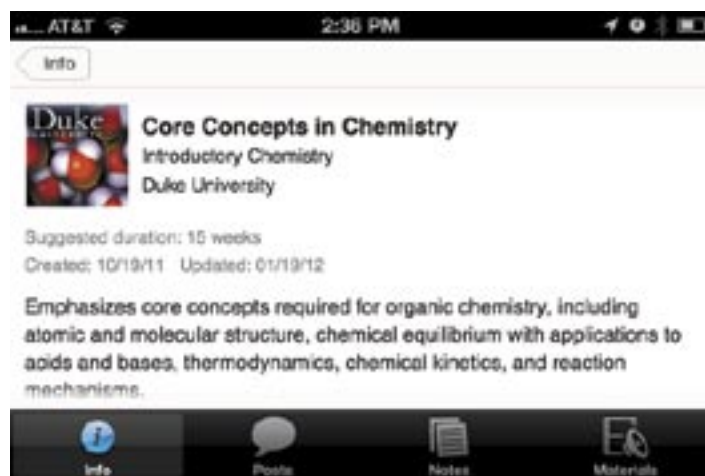 AT&T
2:36 PM
Info
Duke
UNIVERSITY
Core Concepts in Chemistry
Introductory Chemistry
Duke University
Suggested duration: 15 weeks
Created: 10/19/11 Updated: 01/19/12
Emphasizes core concepts required for organic chemistry, including
atomic and molecular structure, chemical equilibrium with applications to
acids and bases, thermodynamics, chemical kinetics, and reaction
mechanisms.
Info
Posts
Notes
Materials